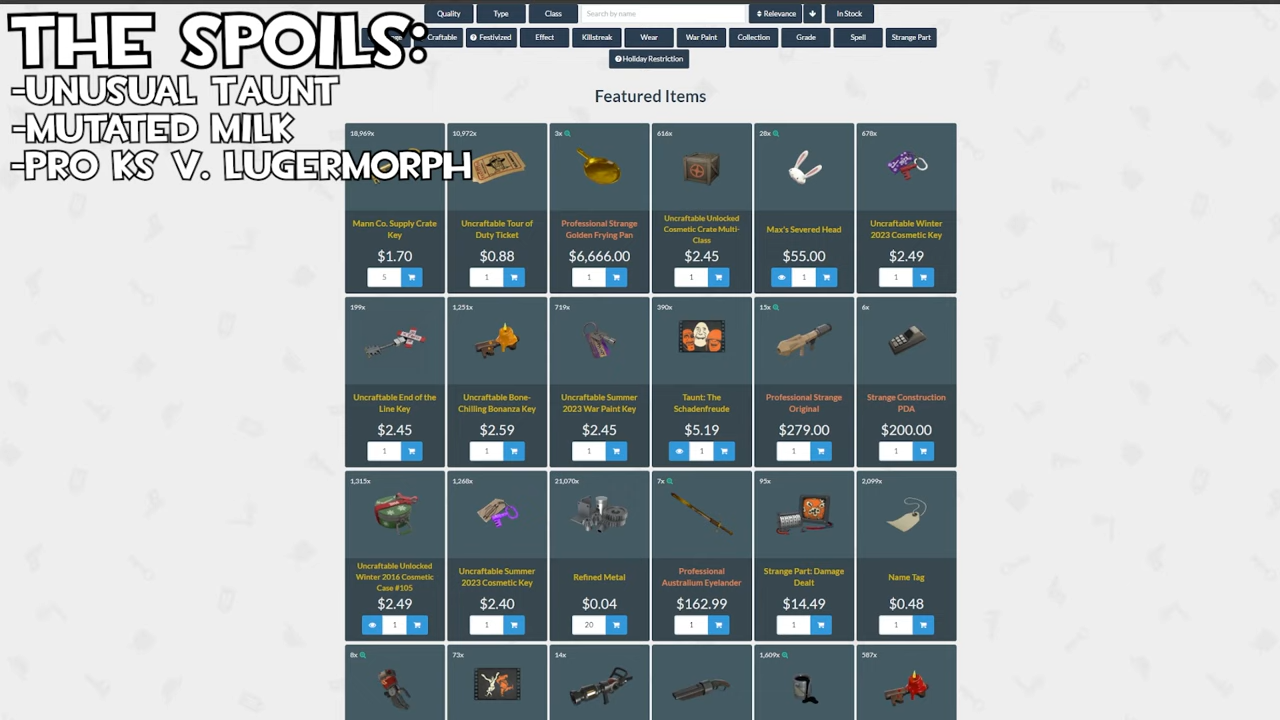 THE SPOILS:
-UNUSUAL TAUNT
-MUTATED MILK
-PRO KS V. LUGERMORPH
Quality
Type
Class
Search by name
Relevance
In Stock
Craftable
Festivized
Effect
Killstreak
Wear
War Paint
Collection
Grade
Spell
Strange Part
Holiday Restriction
Featured Items
18,969x
Mann Co. Supply Crate
Key
$1.70
5
10,972x
Uncraftable Tour of
Duty Ticket
$0.88
1
3x
Professional Strange
Golden Frying Pan
$6,666.00
1
616x
Uncraftable Unlocked
Cosmetic Crate Multi-
Class
$2.45
1
28x
Max's Severed Head
$55.00
1
678x
Uncraftable Winter
2023 Cosmetic Key
$2.49
1
199x
Uncraftable End of the
Line Key
$2.45
1
1,251x
Uncraftable Bone-
Chilling Bonanza Key
$2.59
1
719x
Uncraftable Summer
2023 War Paint Key
$2.45
1
390x
Taunt: The
Schadenfreude
$5.19
1
15x
Professional Strange
Original
$279.00
1
6x
Strange Construction
PDA
$200.00
1
1,315x
Uncraftable Unlocked
Winter 2016 Cosmetic
Case #105
$2.49
1
1,268x
Uncraftable Summer
2023 Cosmetic Key
$2.40
1
21,070x
Refined Metal
$0.04
20
7x
Professional
Australium Eyelander
$162.99
1
95x
Strange Part: Damage
Dealt
$14.49
1
2,099x
Name Tag
$0.48
1
8x
73x
14x
1,609x
587x